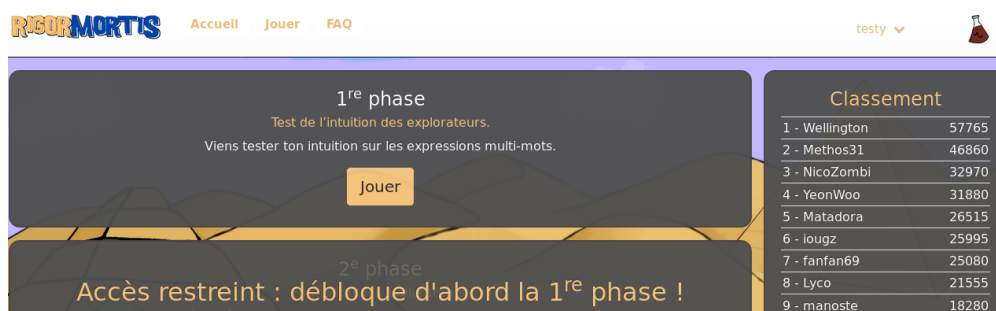 RIGORMORTIS
Accueil Jouer FAQ
testy
1re phase
Test de l’intuition des explorateurs.
Viens tester ton intuition sur les expressions multi-mots.
Jouer
2e phase
Accès restreint : débloque d'abord la 1re phase !
Classement
1 - Wellington 57765
2 - Methos31 46860
3 - NicoZombi 32970
4 - YeonWoo 31880
5 - Matadora 26515
6 - iougz 25995
7 - fanfan69 25080
8 - Lyco 21555
9 - manoste 18280